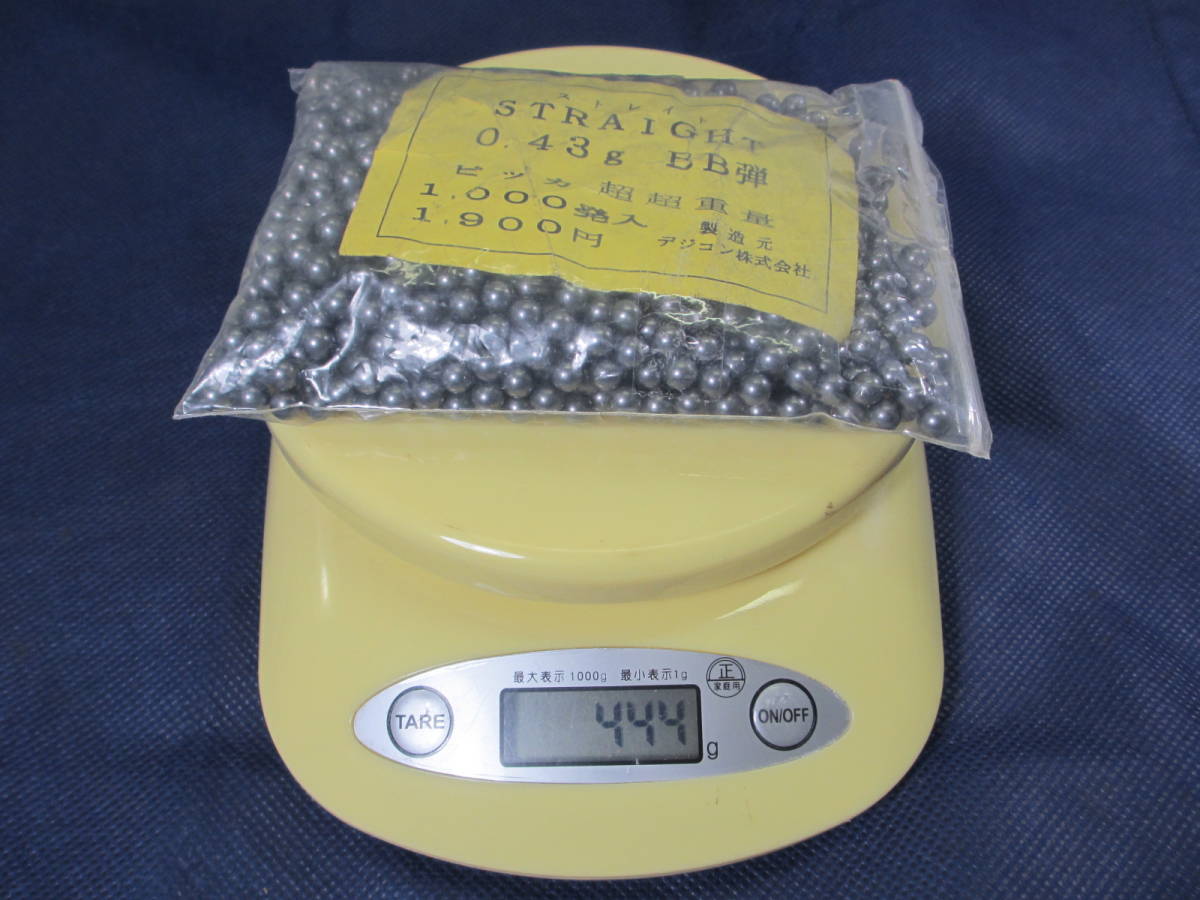 ストレイト
STRAIGHT
0.43g BB弾
ピッカ 超超重量
1,000発入
1,900円
製造元
デジコン株式会社
最大表示1000g 最小表示1g
正
家庭用
TARE
444 g
ON/OFF